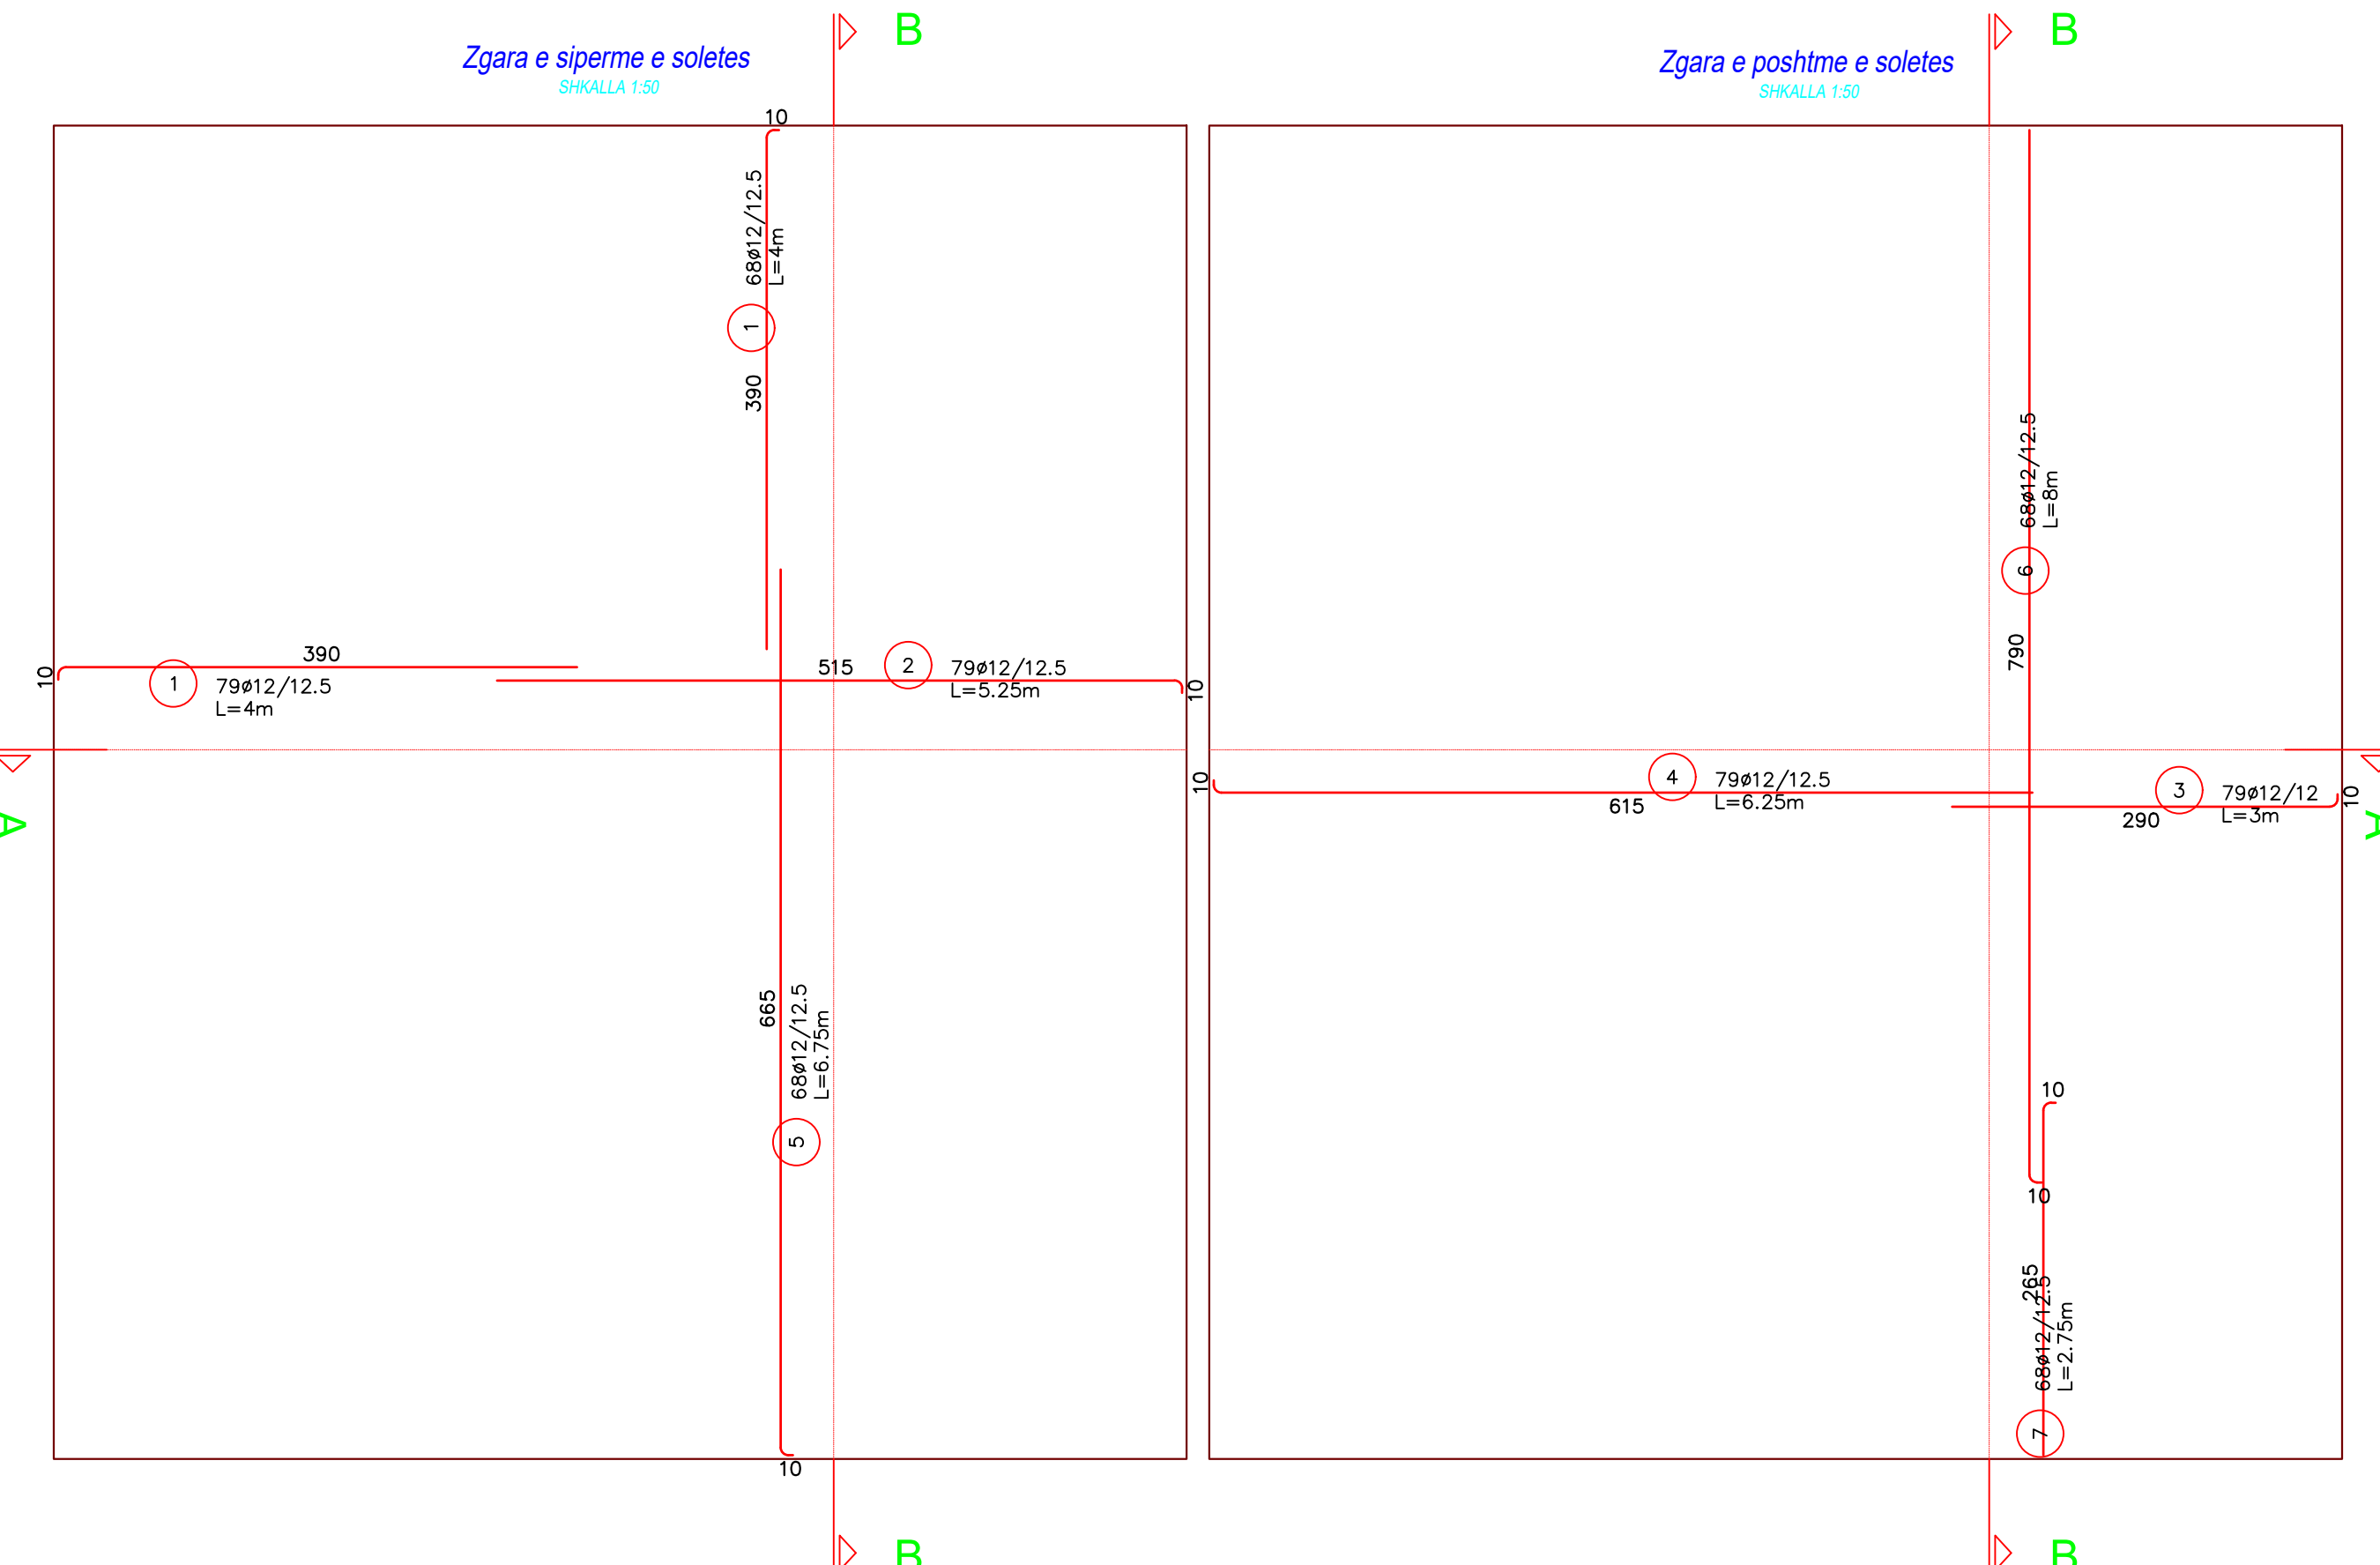 B
B
Zgara e siperme e soletes
SHKALLA 1:50
Zgara e poshtme e soletes
SHKALLA 1:50
10
68ø12/12.5
L=4m
1
390
390
10
1
79ø12/12.5
L=4m
515
2
79ø12/12.5
L=5.25m
10
665
68ø12/12.5
L=6.75m
5
10
68ø12/12.5
L=8m
6
790
10
4
79ø12/12.5
L=6.25m
615
3
79ø12/12
L=3m
290
10
A
A
10
10
265
68ø12/12.5
L=2.75m
7
B
B